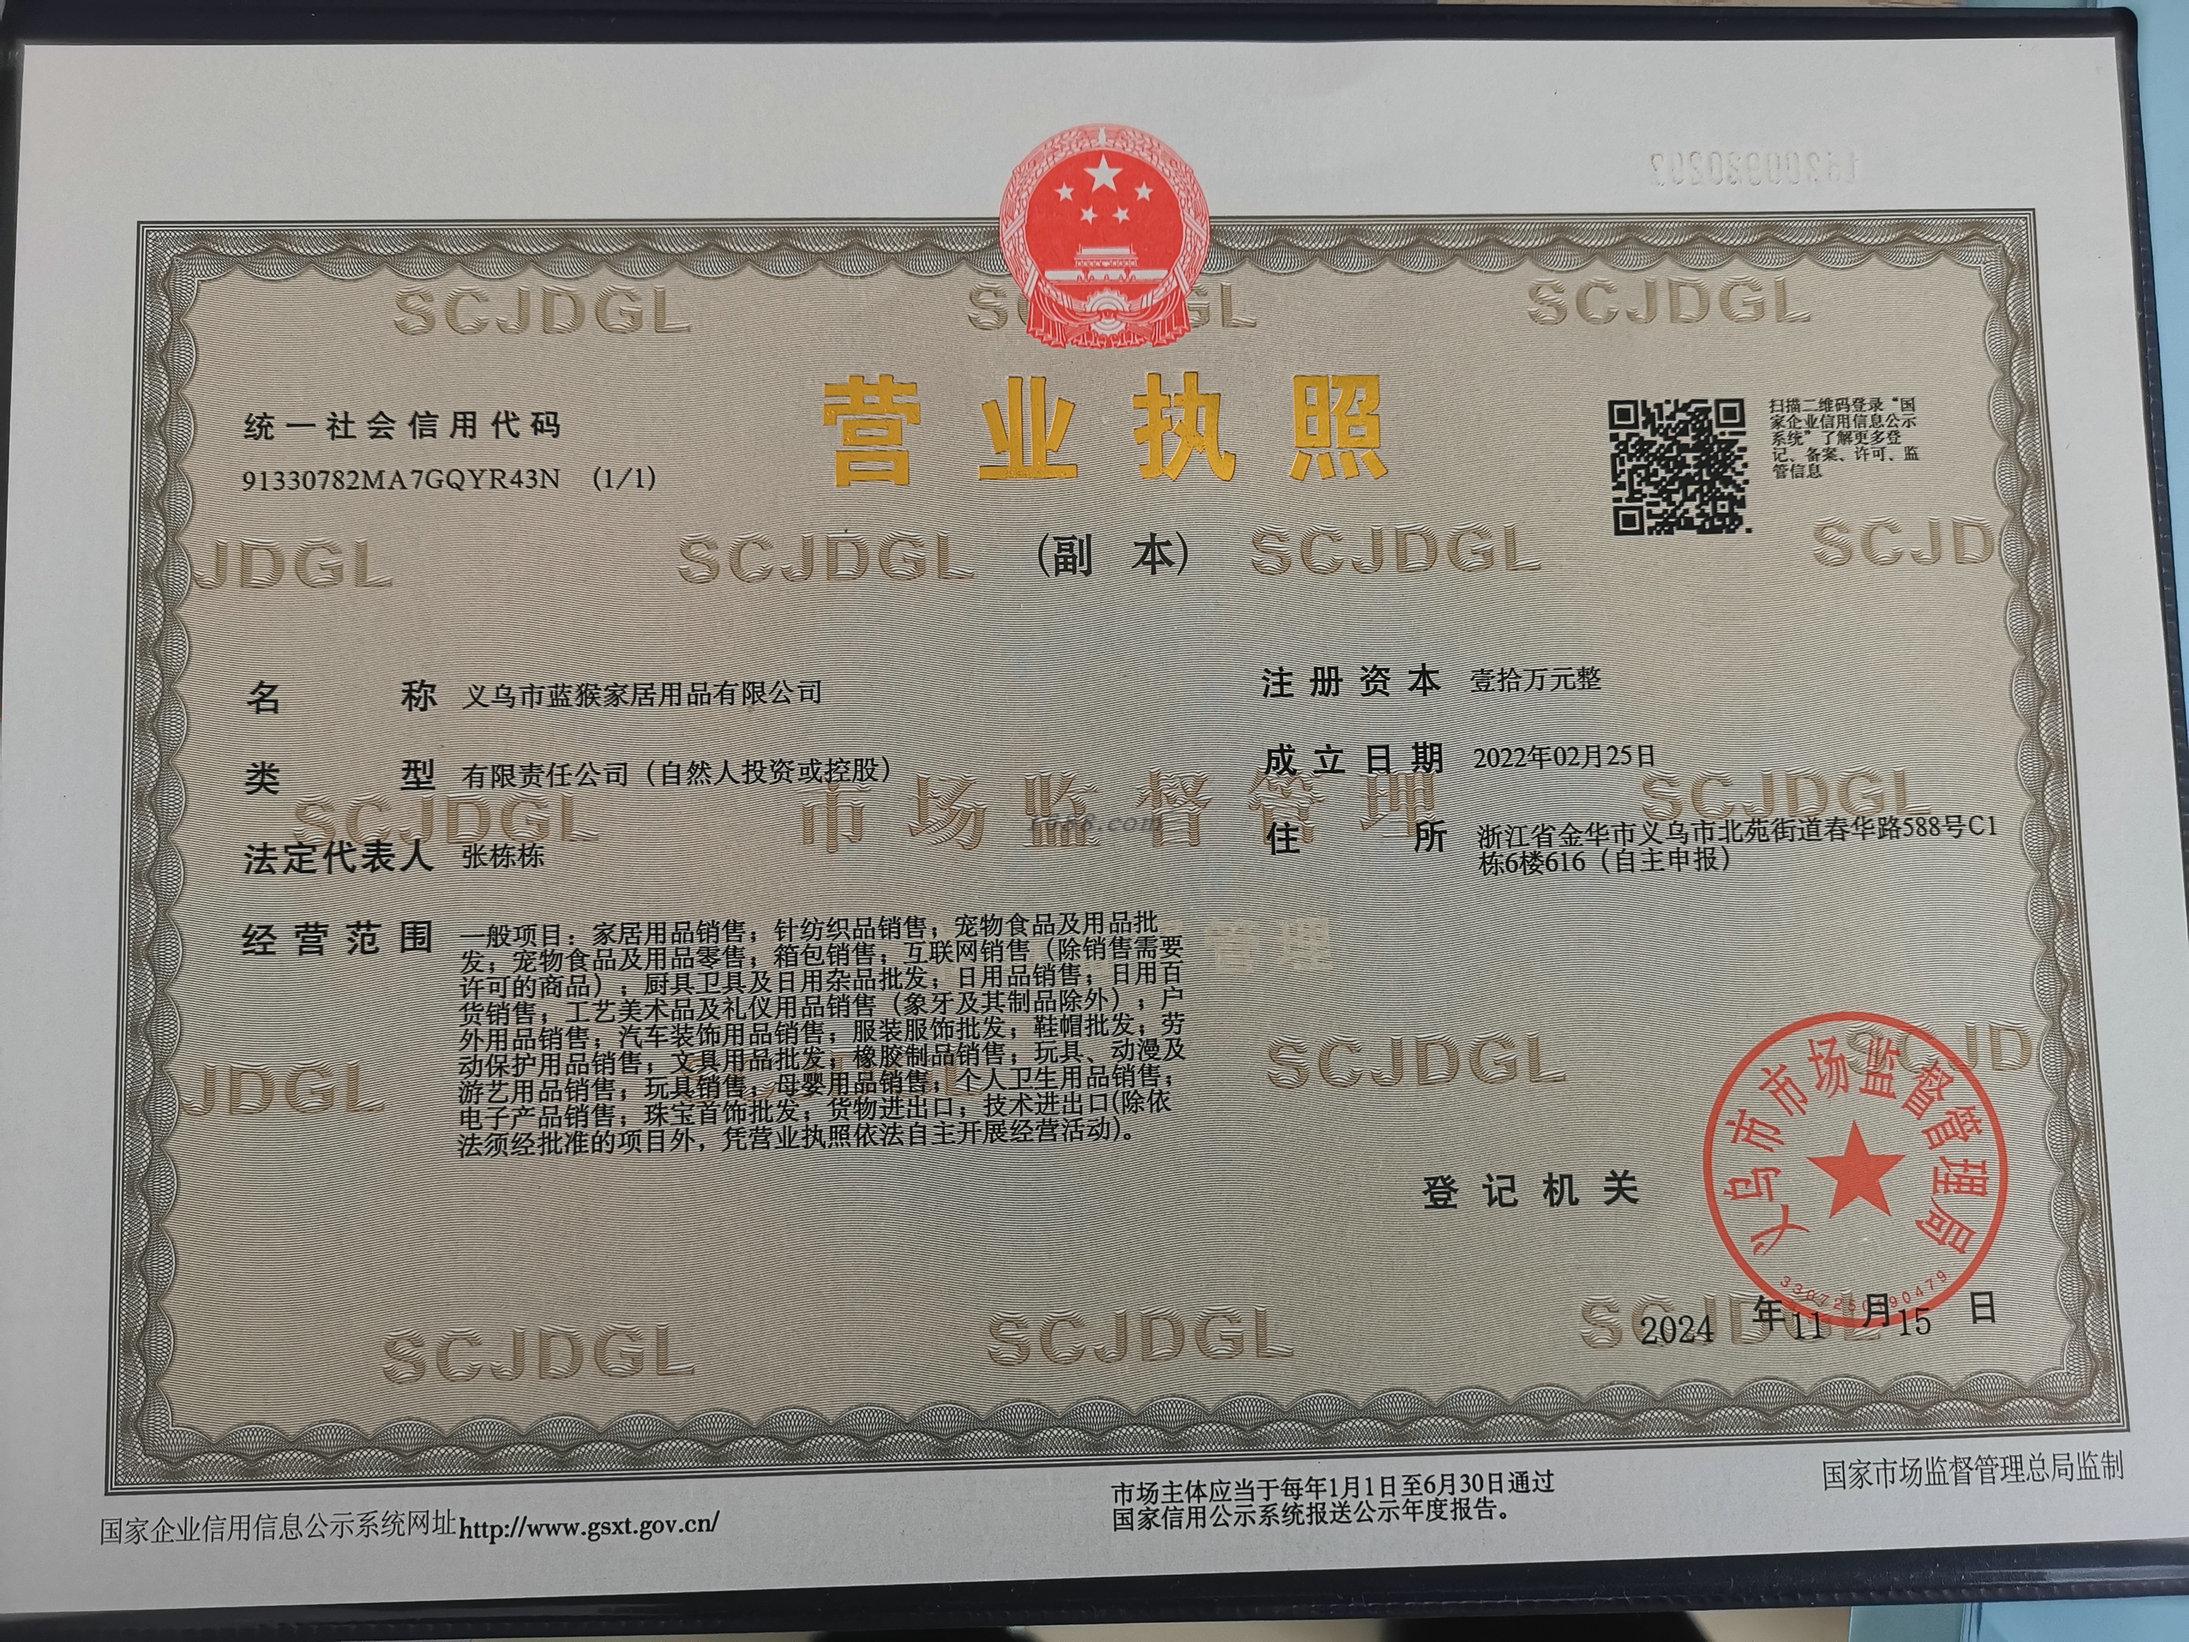 营业执照
(副 本)
统一社会信用代码
91330782MA7GQYR43N (1/1)
扫描二维码登录“国
家企业信用信息公示
系统”了解更多登
记、备案、许可、监
管信息
名 称 义乌市蓝猴家居用品有限公司
类 型 有限责任公司（自然人投资或控股）
法定代表人 张栋栋
经营范围 一般项目：家居用品销售；针纺织品销售；宠物食品及用品批
发；宠物食品及用品零售；箱包销售；互联网销售（除销售需要
许可的商品）；厨具卫具及日用杂品批发；日用品销售；日用百
货销售；工艺美术品及礼仪用品销售（象牙及其制品除外）；户
外用品销售；汽车装饰用品销售；服装服饰批发；鞋帽批发；劳
动保护用品销售；文具用品批发；橡胶制品销售；玩具、动漫及
游艺用品销售；玩具销售；母婴用品销售；个人卫生用品销售；
电子产品销售；珠宝首饰批发；货物进出口；技术进出口(除依
法须经批准的项目外，凭营业执照依法自主开展经营活动)。
注册资本 壹拾万元整
成立日期 2022年02月25日
住 所 浙江省金华市义乌市北苑街道春华路588号C1
栋6楼616（自主申报）
登记机关
义乌市市场监督管理局
2024 年11 月15 日
国家企业信用信息公示系统网址http://www.gsxt.gov.cn/
市场主体应当于每年1月1日至6月30日通过
国家信用公示系统报送公示年度报告。
国家市场监督管理总局监制
SCJDGL
市场监督管理
1688.com